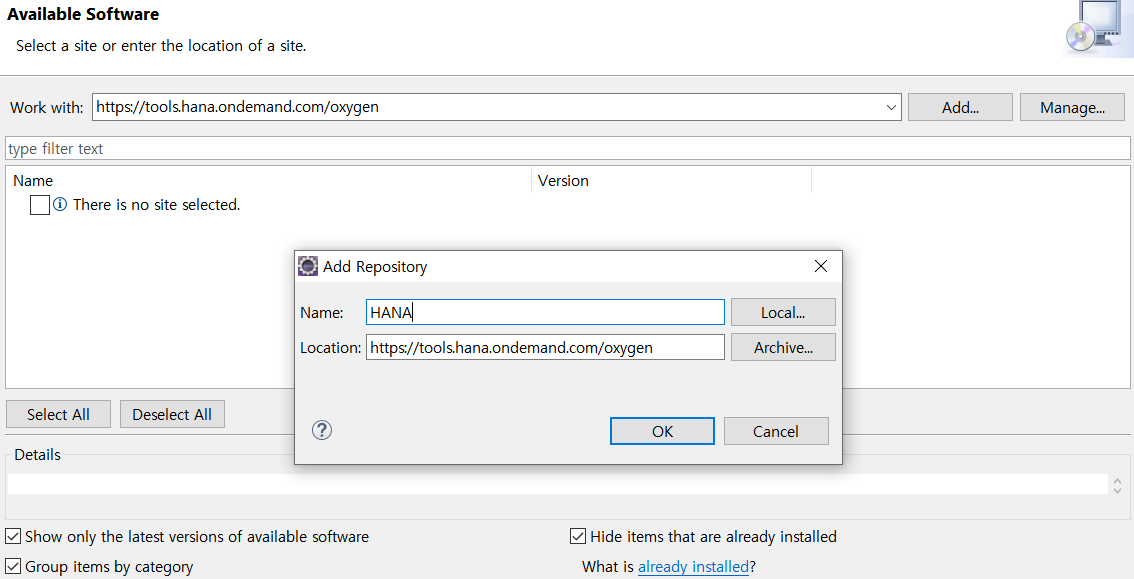 Available Software
Select a site or enter the location of a site.
Work with: https://tools.hana.ondemand.com/oxygen Add... Manage...
type filter text
Name Version
There is no site selected.
Add Repository
Name: HANA Local...
Location: https://tools.hana.ondemand.com/oxygen Archive...
OK Cancel
Select All Deselect All
Details
Show only the latest versions of available software Hide items that are already installed
Group items by category What is already installed?